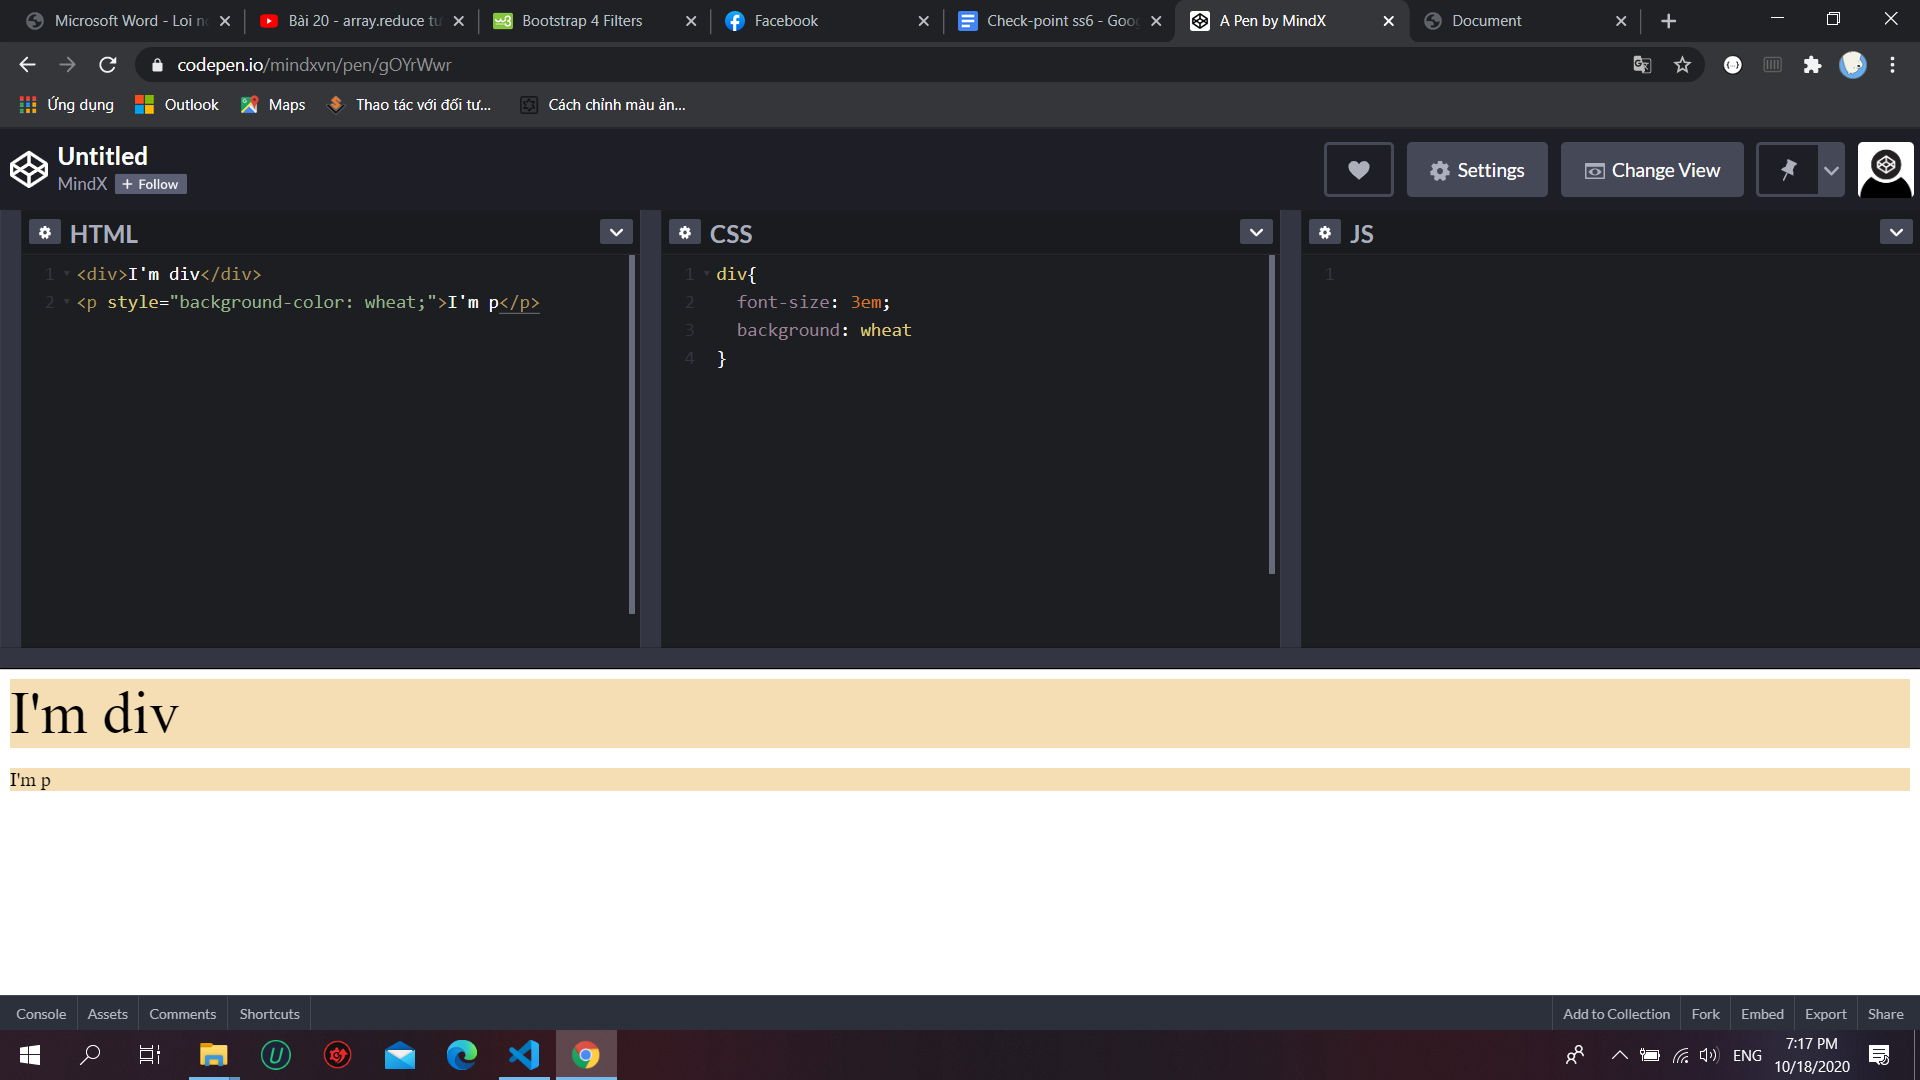 Microsoft Word - Loi n
Bài 20 - array.reduce tư
Bootstrap 4 Filters
Facebook
Check-point ss6 - Goo
A Pen by MindX
Document
codepen.io/mindxvn/pen/gOYrWwr
Ứng dụng
Outlook
Maps
Thao tác với đối tư...
Cách chỉnh màu ản...
Untitled
MindX + Follow
Settings
Change View
HTML
1 <div>I'm div</div>
2 <p style="background-color: wheat;">I'm p</p>
CSS
1 div{
2 font-size: 3em;
3 background: wheat
4 }
JS
1
I'm div
I'm p
Console Assets Comments Shortcuts
Add to Collection Fork Embed Export Share
ENG
7:17 PM
10/18/2020